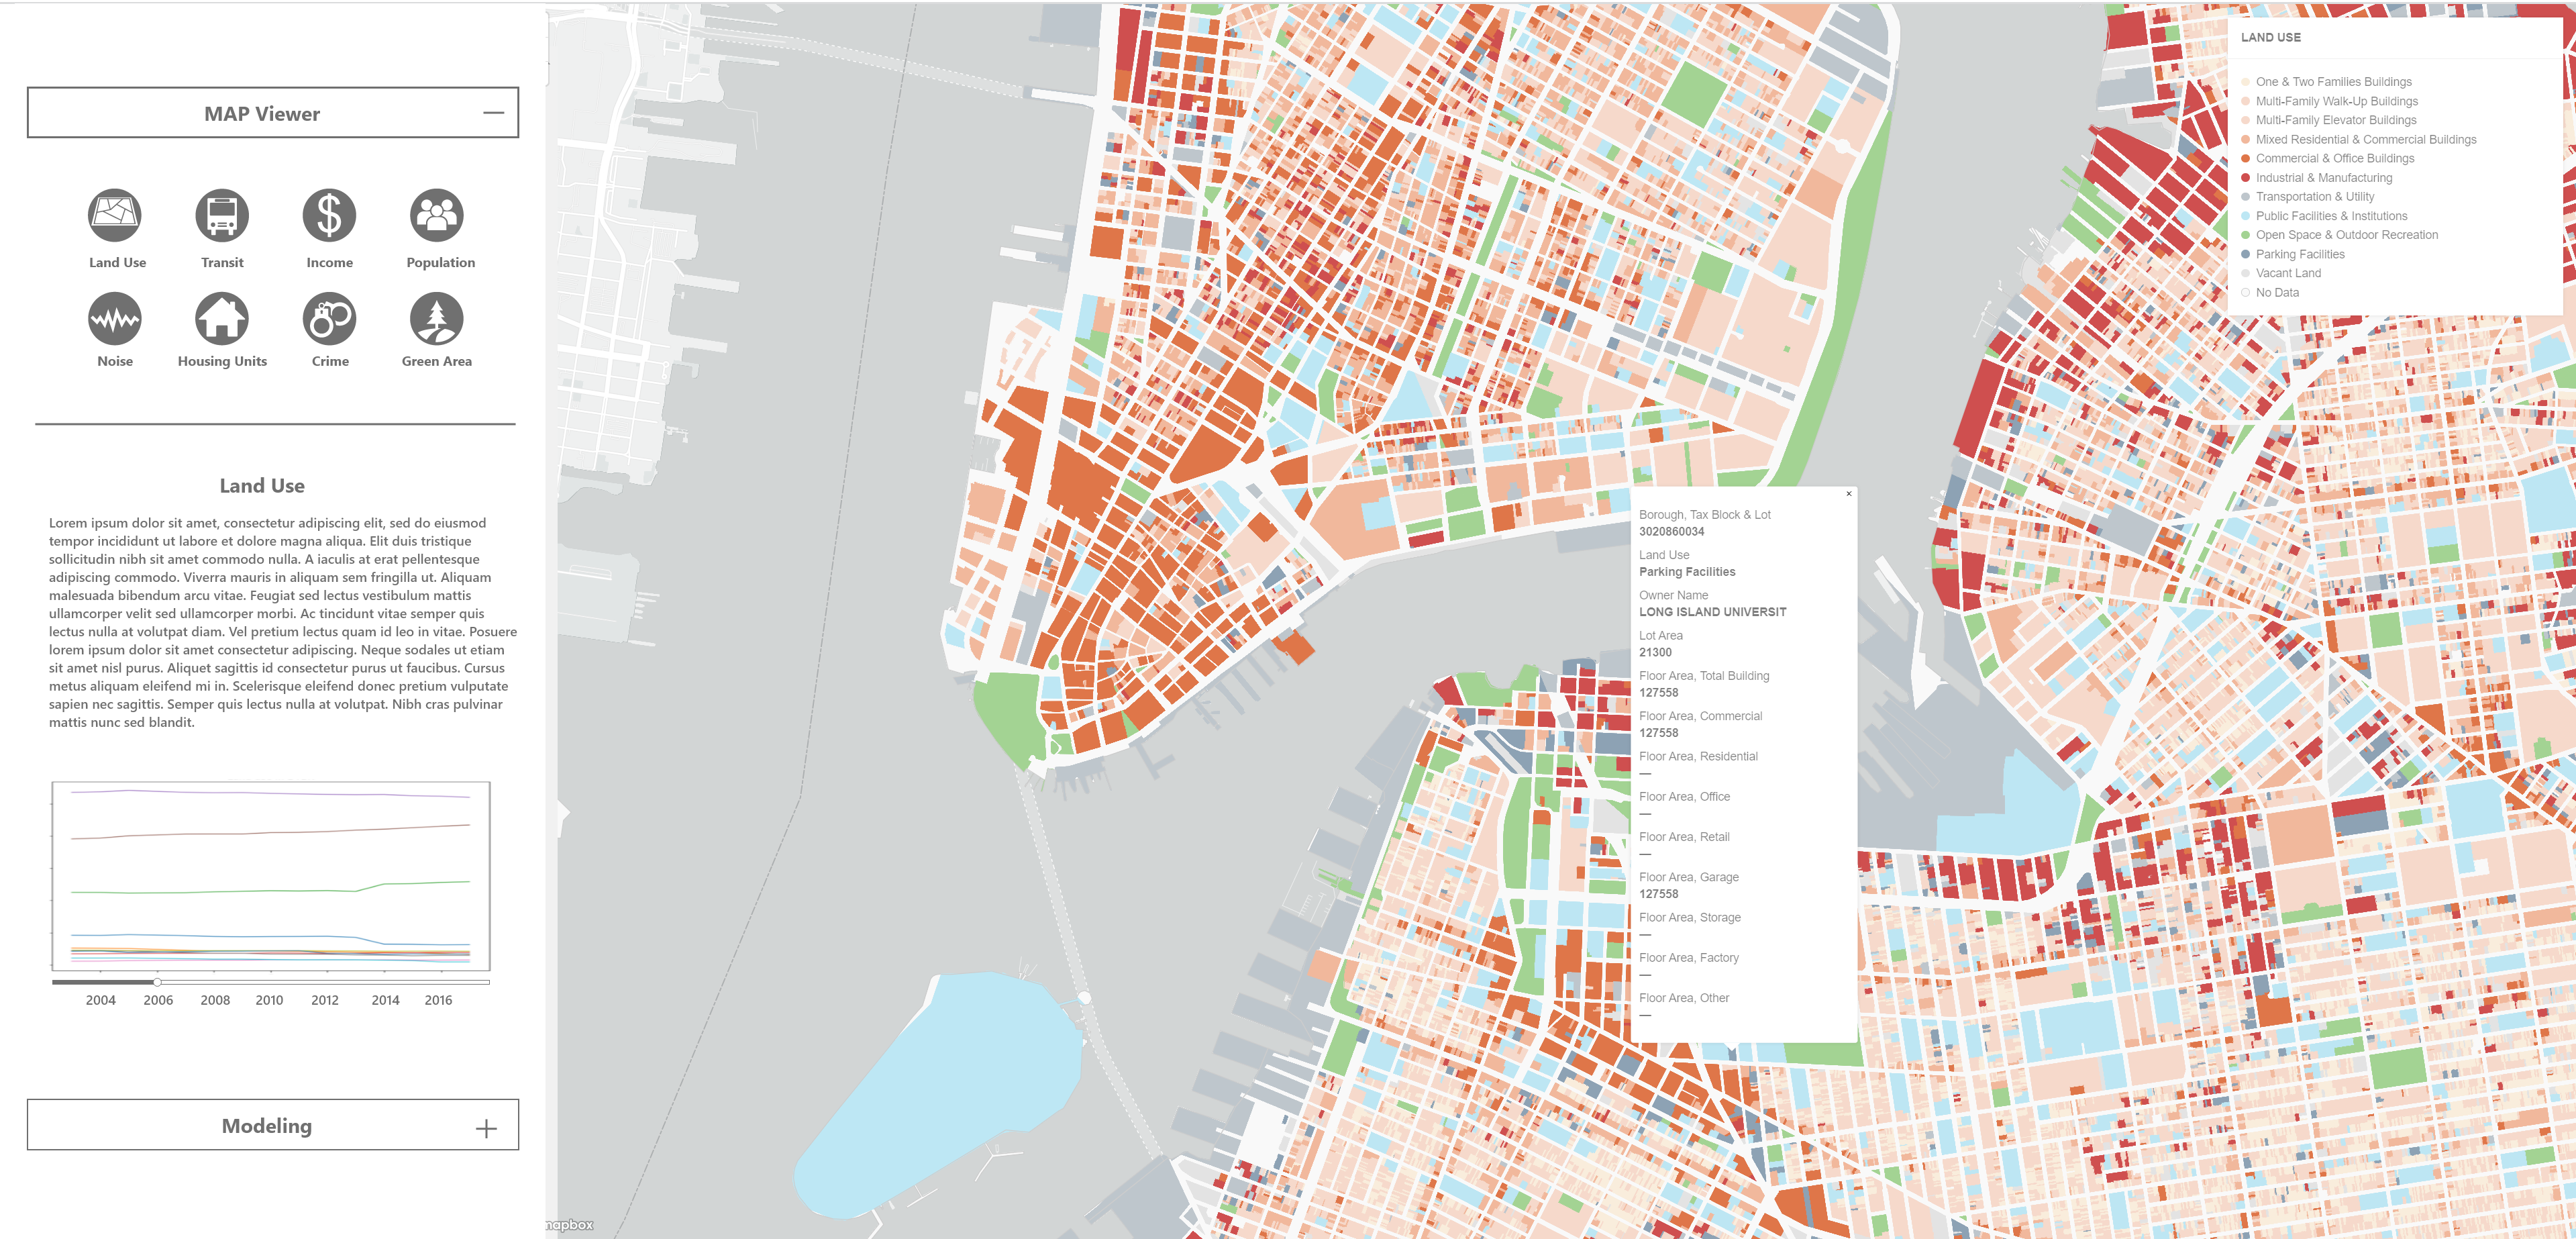 MAP Viewer
Land Use
Transit
Income
Population
Noise
Housing Units
Crime
Green Area
Land Use
Lorem ipsum dolor sit amet, consectetur adipiscing elit, sed do eiusmod
tempor incididunt ut labore et dolore magna aliqua. Elit duis tristique
sollicitudin nibh sit amet commodo nulla. A iaculis at erat pellentesque
adipiscing commodo. Viverra mauris in aliquam sem fringilla ut. Aliquam
malesuada bibendum arcu vitae. Feugiat sed lectus vestibulum mattis
ullamcorper velit sed ullamcorper morbi. Ac tincidunt vitae semper quis
lectus nulla at volutpat diam. Vel pretium lectus quam id leo in vitae. Posuere
lorem ipsum dolor sit amet consectetur adipiscing. Neque sodales ut etiam
sit amet nisl purus. Aliquet sagittis id consectetur purus ut faucibus. Cursus
metus aliquam eleifend mi in. Scelerisque eleifend donec pretium vulputate
sapien nec sagittis. Semper quis lectus nulla at volutpat. Nibh cras pulvinar
mattis nunc sed blandit.
2004 2006 2008 2010 2012 2014 2016
Modeling
mapbox
Borough, Tax Block & Lot
3020860034
Land Use
Parking Facilities
Owner Name
LONG ISLAND UNIVERSIT
Lot Area
21300
Floor Area, Total Building
127558
Floor Area, Commercial
127558
Floor Area, Residential
—
Floor Area, Office
—
Floor Area, Retail
—
Floor Area, Garage
127558
Floor Area, Storage
—
Floor Area, Factory
—
Floor Area, Other
—
LAND USE
One & Two Families Buildings
Multi-Family Walk-Up Buildings
Multi-Family Elevator Buildings
Mixed Residential & Commercial Buildings
Commercial & Office Buildings
Industrial & Manufacturing
Transportation & Utility
Public Facilities & Institutions
Open Space & Outdoor Recreation
Parking Facilities
Vacant Land
No Data